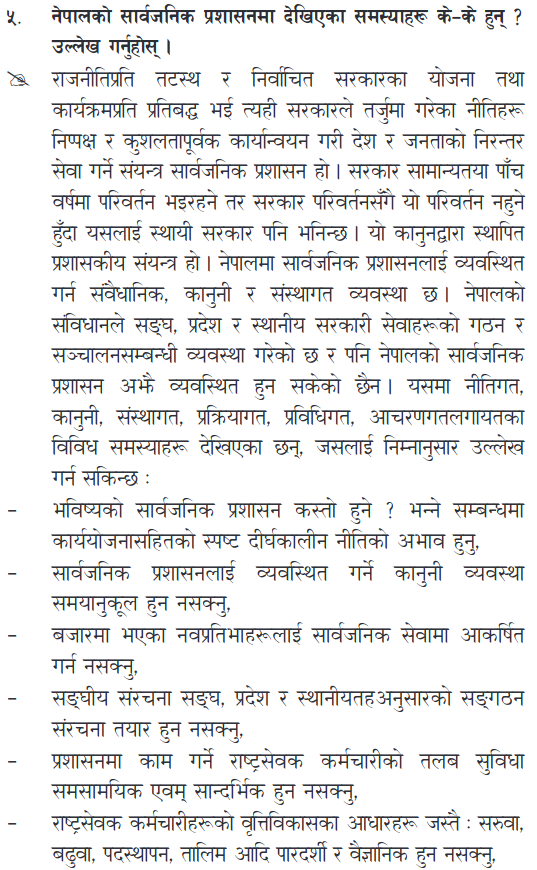 ५. नेपालको सार्वजनिक प्रशासनमा देखिएका समस्याहरू के-के हुन् ?
उल्लेख गर्नुहोस् ।
राजनीतिप्रति तटस्थ र निर्वाचित सरकारका योजना तथा
कार्यक्रमप्रति प्रतिबद्ध भई त्यही सरकारले तर्जुमा गरेका नीतिहरू
निष्पक्ष र कुशलतापूर्वक कार्यान्वयन गरी देश र जनताको निरन्तर
सेवा गर्ने संयन्त्र सार्वजनिक प्रशासन हो । सरकार सामान्यतया पाँच
वर्षमा परिवर्तन भइरहने तर सरकार परिवर्तनसँगै यो परिवर्तन नहुने
हुँदा यसलाई स्थायी सरकार पनि भनिन्छ । यो कानुनद्वारा स्थापित
प्रशासकीय संयन्त्र हो । नेपालमा सार्वजनिक प्रशासनलाई व्यवस्थित
गर्न संवैधानिक, कानुनी र संस्थागत व्यवस्था छ । नेपालको
संविधानले सङ्घ, प्रदेश र स्थानीय सरकारी सेवाहरूको गठन र
सञ्चालनसम्बन्धी व्यवस्था गरेको छ र पनि नेपालको सार्वजनिक
प्रशासन अझै व्यवस्थित हुन सकेको छैन । यसमा नीतिगत,
कानुनी, संस्थागत, प्रक्रियागत, प्रविधिगत, आचरणगतलगायतका
विविध समस्याहरू देखिएका छन्, जसलाई निम्नानुसार उल्लेख
गर्न सकिन्छ :
– भविष्यको सार्वजनिक प्रशासन कस्तो हुने ? भन्ने सम्बन्धमा
कार्ययोजनासहितको स्पष्ट दीर्घकालीन नीतिको अभाव हुनु,
– सार्वजनिक प्रशासनलाई व्यवस्थित गर्ने कानुनी व्यवस्था
समयानुकूल हुन नसक्नु,
– बजारमा भएका नवप्रतिभाहरूलाई सार्वजनिक सेवामा आकर्षित
गर्न नसक्नु,
– सङ्घीय संरचना सङ्घ, प्रदेश र स्थानीयतहअनुसारको सङ्गठन
संरचना तयार हुन नसक्नु,
– प्रशासनमा काम गर्ने राष्ट्रसेवक कर्मचारीको तलब सुविधा
समसामयिक एवम् सान्दर्भिक हुन नसक्नु,
– राष्ट्रसेवक कर्मचारीहरूको वृत्तिविकासका आधारहरू जस्तै : सरुवा,
बढुवा, पदस्थापन, तालिम आदि पारदर्शी र वैज्ञानिक हुन नसक्नु,